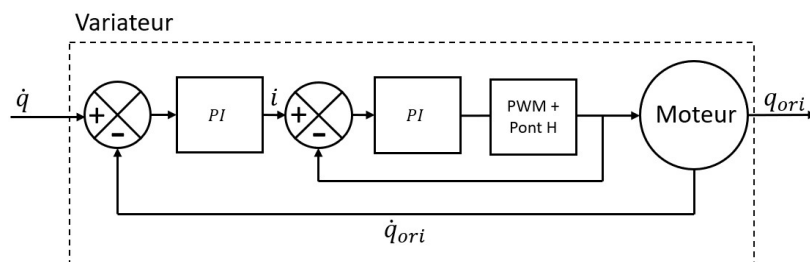 Variateur
q̇
+
-
PI
i
+
-
PI
PWM +
Pont H
Moteur
q_ori
q̇_ori